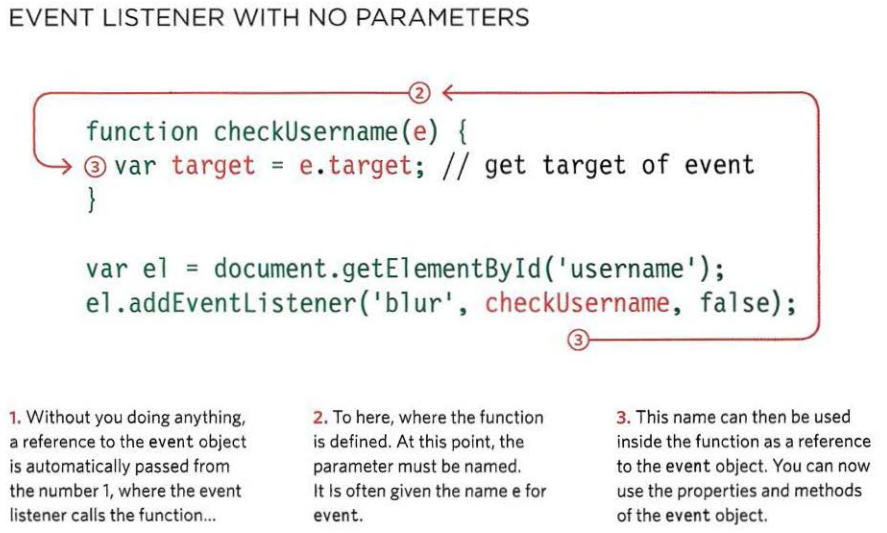 EVENT LISTENER WITH NO PARAMETERS
2
function checkUsername(e) {
3 var target = e.target; // get target of event
}
var el = document.getElementById('username');
el.addEventListener('blur', checkUsername, false);
3
1. Without you doing anything,
a reference to the event object
is automatically passed from
the number 1, where the event
listener calls the function...
2. To here, where the function
is defined. At this point, the
parameter must be named.
It is often given the name e for
event.
3. This name can then be used
inside the function as a reference
to the event object. You can now
use the properties and methods
of the event object.